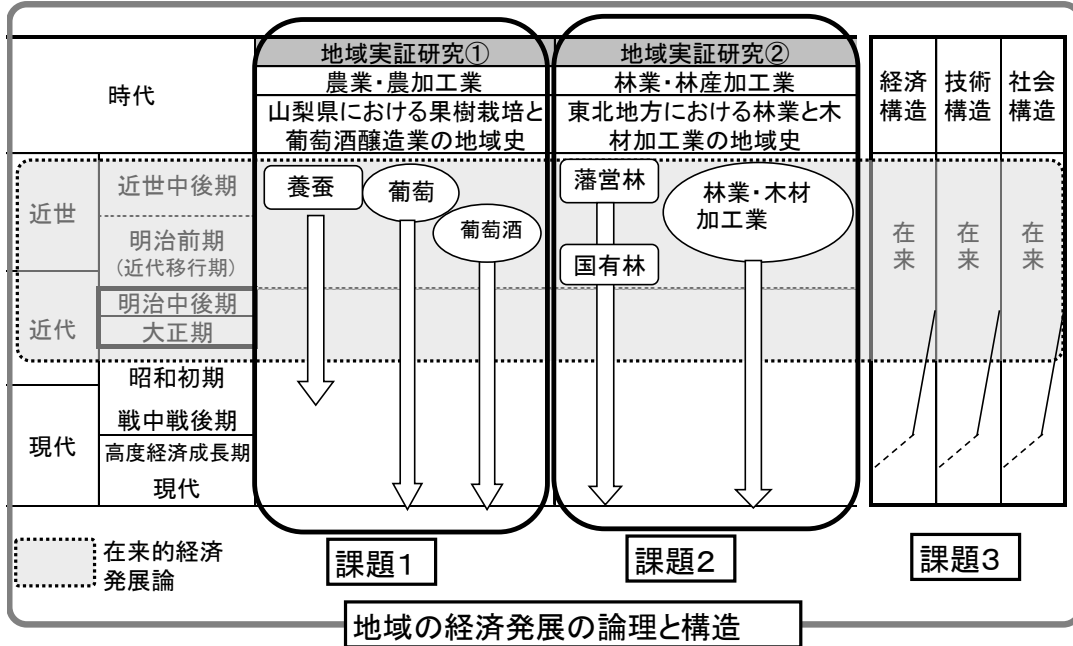 地域実証研究①
地域実証研究②
時代
農業・農加工業
林業・林産加工業
山梨県における果樹栽培と
葡萄酒醸造業の地域史
東北地方における林業と木
材加工業の地域史
経済
構造
技術
構造
社会
構造
近世
近世中後期
明治前期
(近代移行期)
近代
明治中後期
大正期
昭和初期
現代
戦中戦後期
高度経済成長期
現代
養蚕
葡萄
葡萄酒
藩営林
国有林
林業・木材
加工業
在来
在来
在来
在来的経済
発展論
課題1
課題2
課題3
地域の経済発展の論理と構造